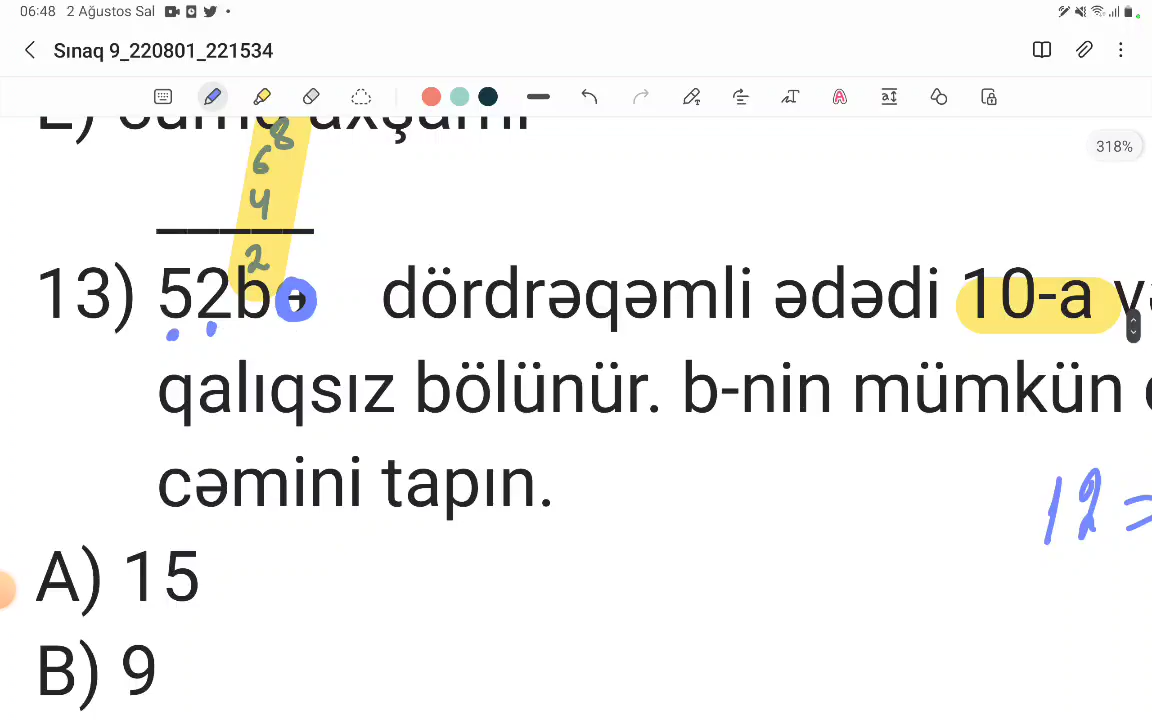 06:48 2 Ağustos Sal
Sınaq 9_220801_221534
318%
8
6
4
2
13) 52bə dördrəqəmli ədədi 10-a
qalıqsız bölünür. b-nin mümkün
cəmini tapın.
12 =
A) 15
B) 9